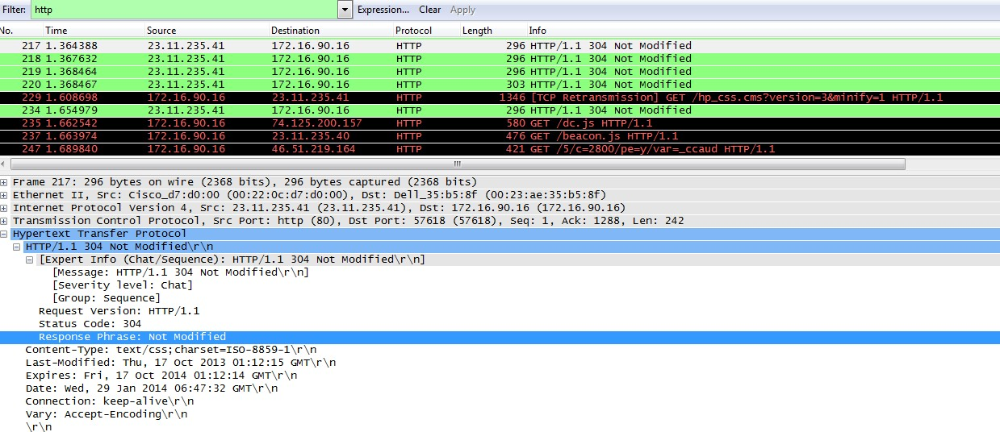 Filter: http Expression... Clear Apply
No. Time Source Destination Protocol Length Info
217 1.364388 23.11.235.41 172.16.90.16 HTTP 296 HTTP/1.1 304 Not Modified
218 1.367632 23.11.235.41 172.16.90.16 HTTP 296 HTTP/1.1 304 Not Modified
219 1.368464 23.11.235.41 172.16.90.16 HTTP 296 HTTP/1.1 304 Not Modified
220 1.368467 23.11.235.41 172.16.90.16 HTTP 303 HTTP/1.1 304 Not Modified
229 1.608698 172.16.90.16 23.11.235.41 HTTP 1346 [TCP Retransmission] GET /hp_css.cms?version=3&minify=1 HTTP/1.1
234 1.654979 23.11.235.41 172.16.90.16 HTTP 296 HTTP/1.1 304 Not Modified
235 1.662542 172.16.90.16 74.125.200.157 HTTP 580 GET /dc.js HTTP/1.1
237 1.663974 172.16.90.16 23.11.235.40 HTTP 476 GET /beacon.js HTTP/1.1
247 1.689840 172.16.90.16 46.51.219.164 HTTP 421 GET /5/c=2800/pe=y/var=_ccaud HTTP/1.1
Frame 217: 296 bytes on wire (2368 bits), 296 bytes captured (2368 bits)
Ethernet II, Src: Cisco_d7:d0:00 (00:22:0c:d7:d0:00), Dst: Dell_35:b5:8f (00:23:ae:35:b5:8f)
Internet Protocol Version 4, Src: 23.11.235.41 (23.11.235.41), Dst: 172.16.90.16 (172.16.90.16)
Transmission Control Protocol, Src Port: http (80), Dst Port: 57618 (57618), Seq: 1, Ack: 1288, Len: 242
Hypertext Transfer Protocol
HTTP/1.1 304 Not Modified\r\n
[Expert Info (Chat/Sequence): HTTP/1.1 304 Not Modified\r\n]
[Message: HTTP/1.1 304 Not Modified\r\n]
[Severity level: Chat]
[Group: Sequence]
Request Version: HTTP/1.1
Status Code: 304
Response Phrase: Not Modified
Content-Type: text/css;charset=ISO-8859-1\r\n
Last-Modified: Thu, 17 Oct 2013 01:12:15 GMT\r\n
Expires: Fri, 17 Oct 2014 01:12:14 GMT\r\n
Date: Wed, 29 Jan 2014 06:47:32 GMT\r\n
Connection: keep-alive\r\n
Vary: Accept-Encoding\r\n
\r\n